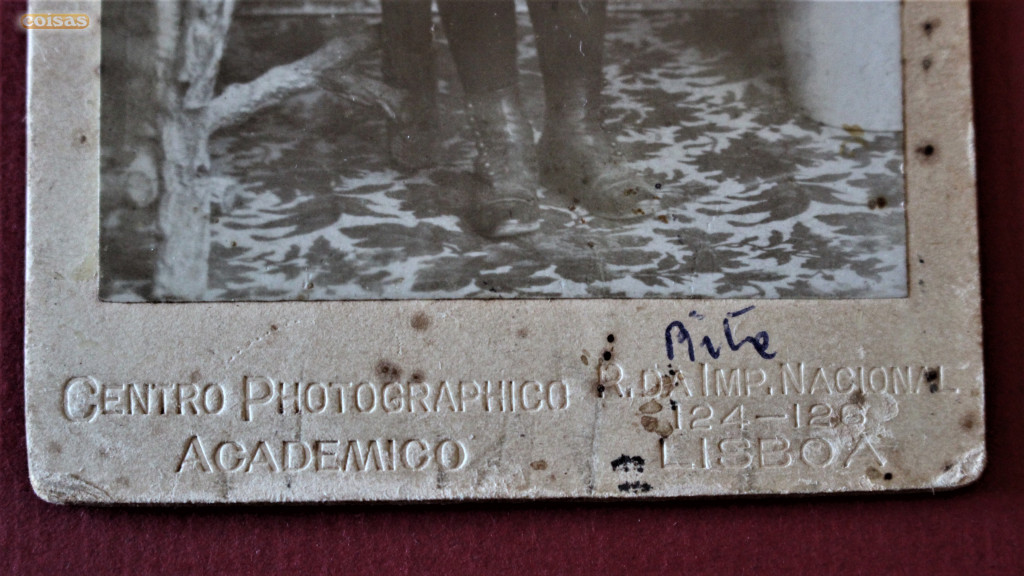 coisas
Rita
CENTRO PHOTOGRAPHICO
ACADEMICO
R. DA IMP. NACIONAL
124-126
LISBOA